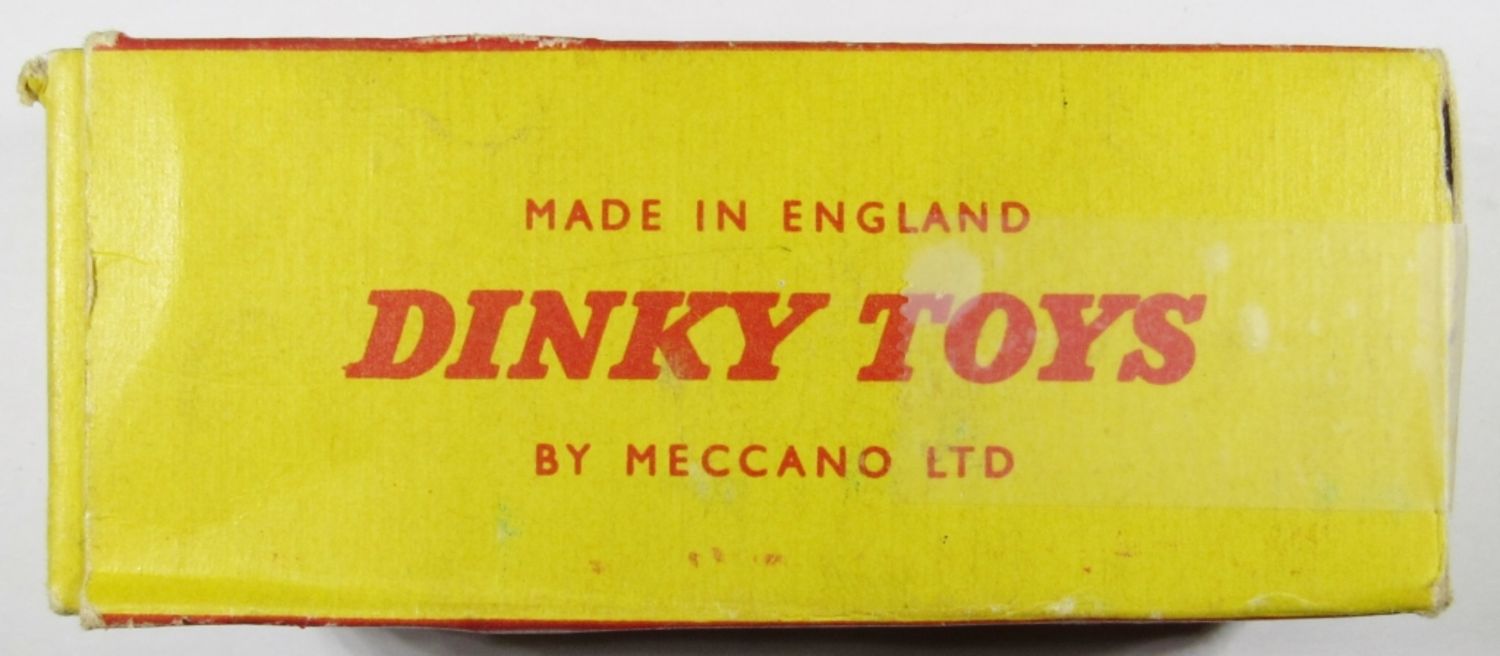 MADE IN ENGLAND
DINKY TOYS
BY MECCANO LTD